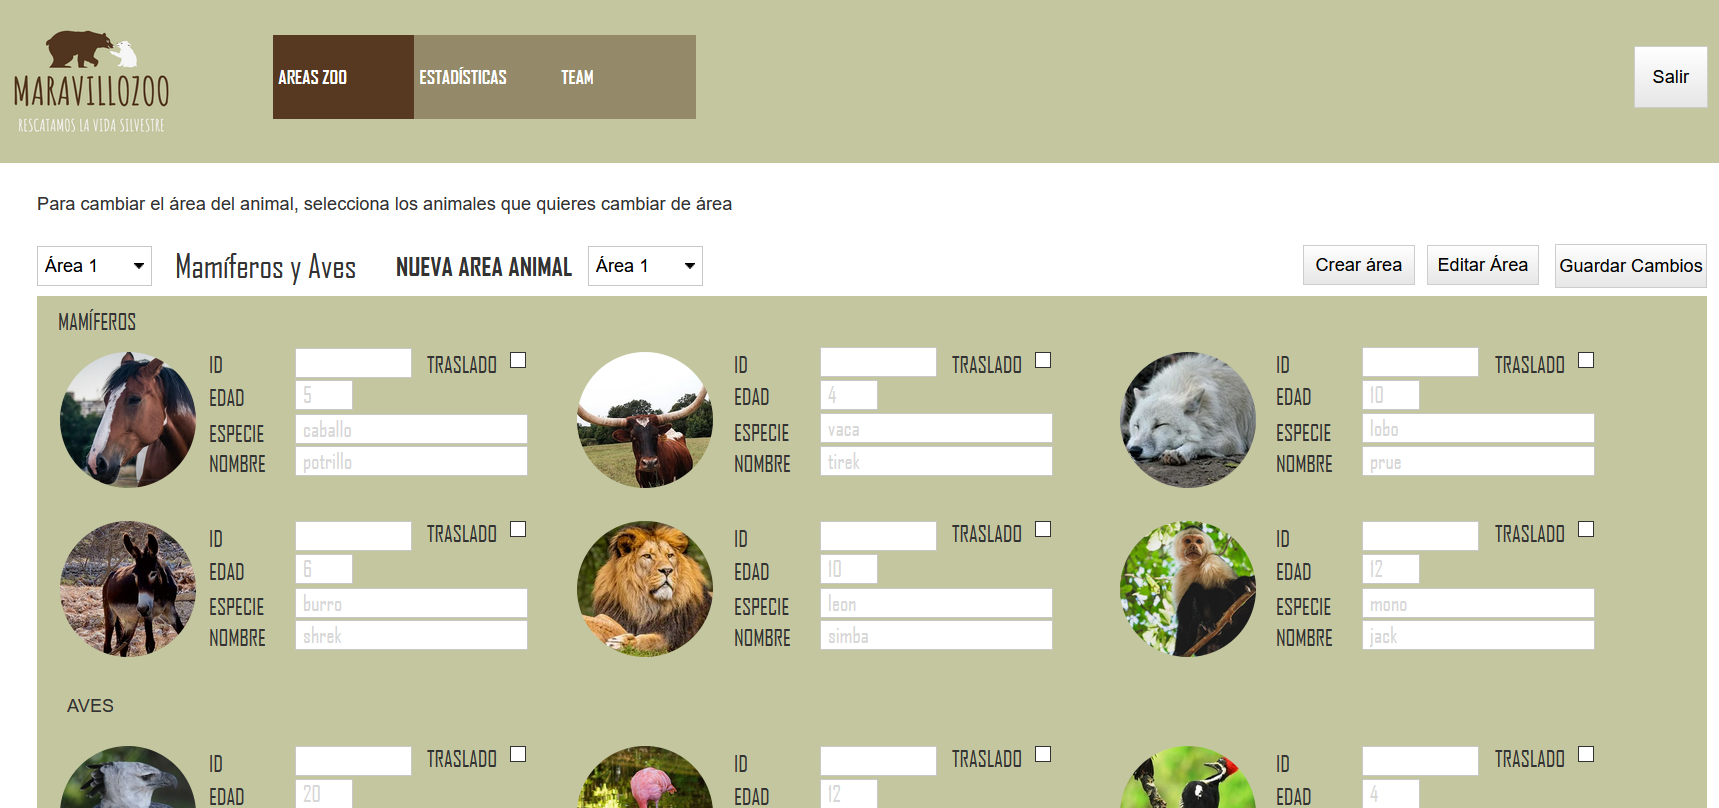 MARAVILLOZOO
RESCATAMOS LA VIDA SILVESTRE
AREAS ZOO ESTADÍSTICAS TEAM
Salir
Para cambiar el área del animal, selecciona los animales que quieres cambiar de área
Área 1 Mamíferos y Aves NUEVA AREA ANIMAL Área 1 Crear área Editar Área Guardar Cambios
MAMÍFEROS
ID TRASLADO ID TRASLADO ID TRASLADO
EDAD 5 EDAD 4 EDAD 10
ESPECIE caballo ESPECIE vaca ESPECIE lobo
NOMBRE potrillo NOMBRE tirek NOMBRE prue
ID TRASLADO ID TRASLADO ID TRASLADO
EDAD 6 EDAD 10 EDAD 12
ESPECIE burro ESPECIE leon ESPECIE mono
NOMBRE shrek NOMBRE simba NOMBRE jack
AVES
ID TRASLADO ID TRASLADO ID TRASLADO
EDAD 20 EDAD 12 EDAD 4